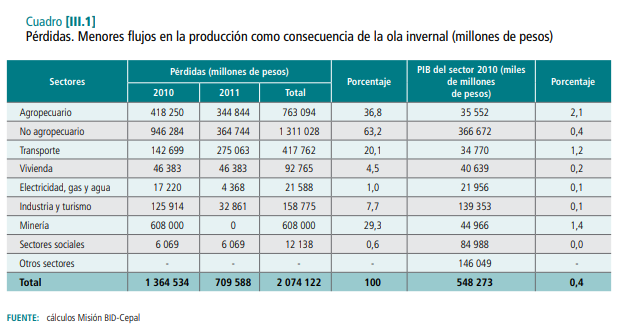 Cuadro [III.1]
Pérdidas. Menores flujos en la producción como consecuencia de la ola invernal (millones de pesos)
Sectores Pérdidas (millones de pesos) Porcentaje PIB del sector 2010 (miles de millones de pesos) Porcentaje
2010 2011 Total
Agropecuario 418 250 344 844 763 094 36,8 35 552 2,1
No agropecuario 946 284 364 744 1 311 028 63,2 366 672 0,4
Transporte 142 699 275 063 417 762 20,1 34 770 1,2
Vivienda 46 383 46 383 92 765 4,5 40 639 0,2
Electricidad, gas y agua 17 220 4 368 21 588 1,0 21 956 0,1
Industria y turismo 125 914 32 861 158 775 7,7 139 353 0,1
Minería 608 000 0 608 000 29,3 44 966 1,4
Sectores sociales 6 069 6 069 12 138 0,6 84 988 0,0
Otros sectores - - - - 146 049 -
Total 1 364 534 709 588 2 074 122 100 548 273 0,4
FUENTE: cálculos Misión BID-Cepal